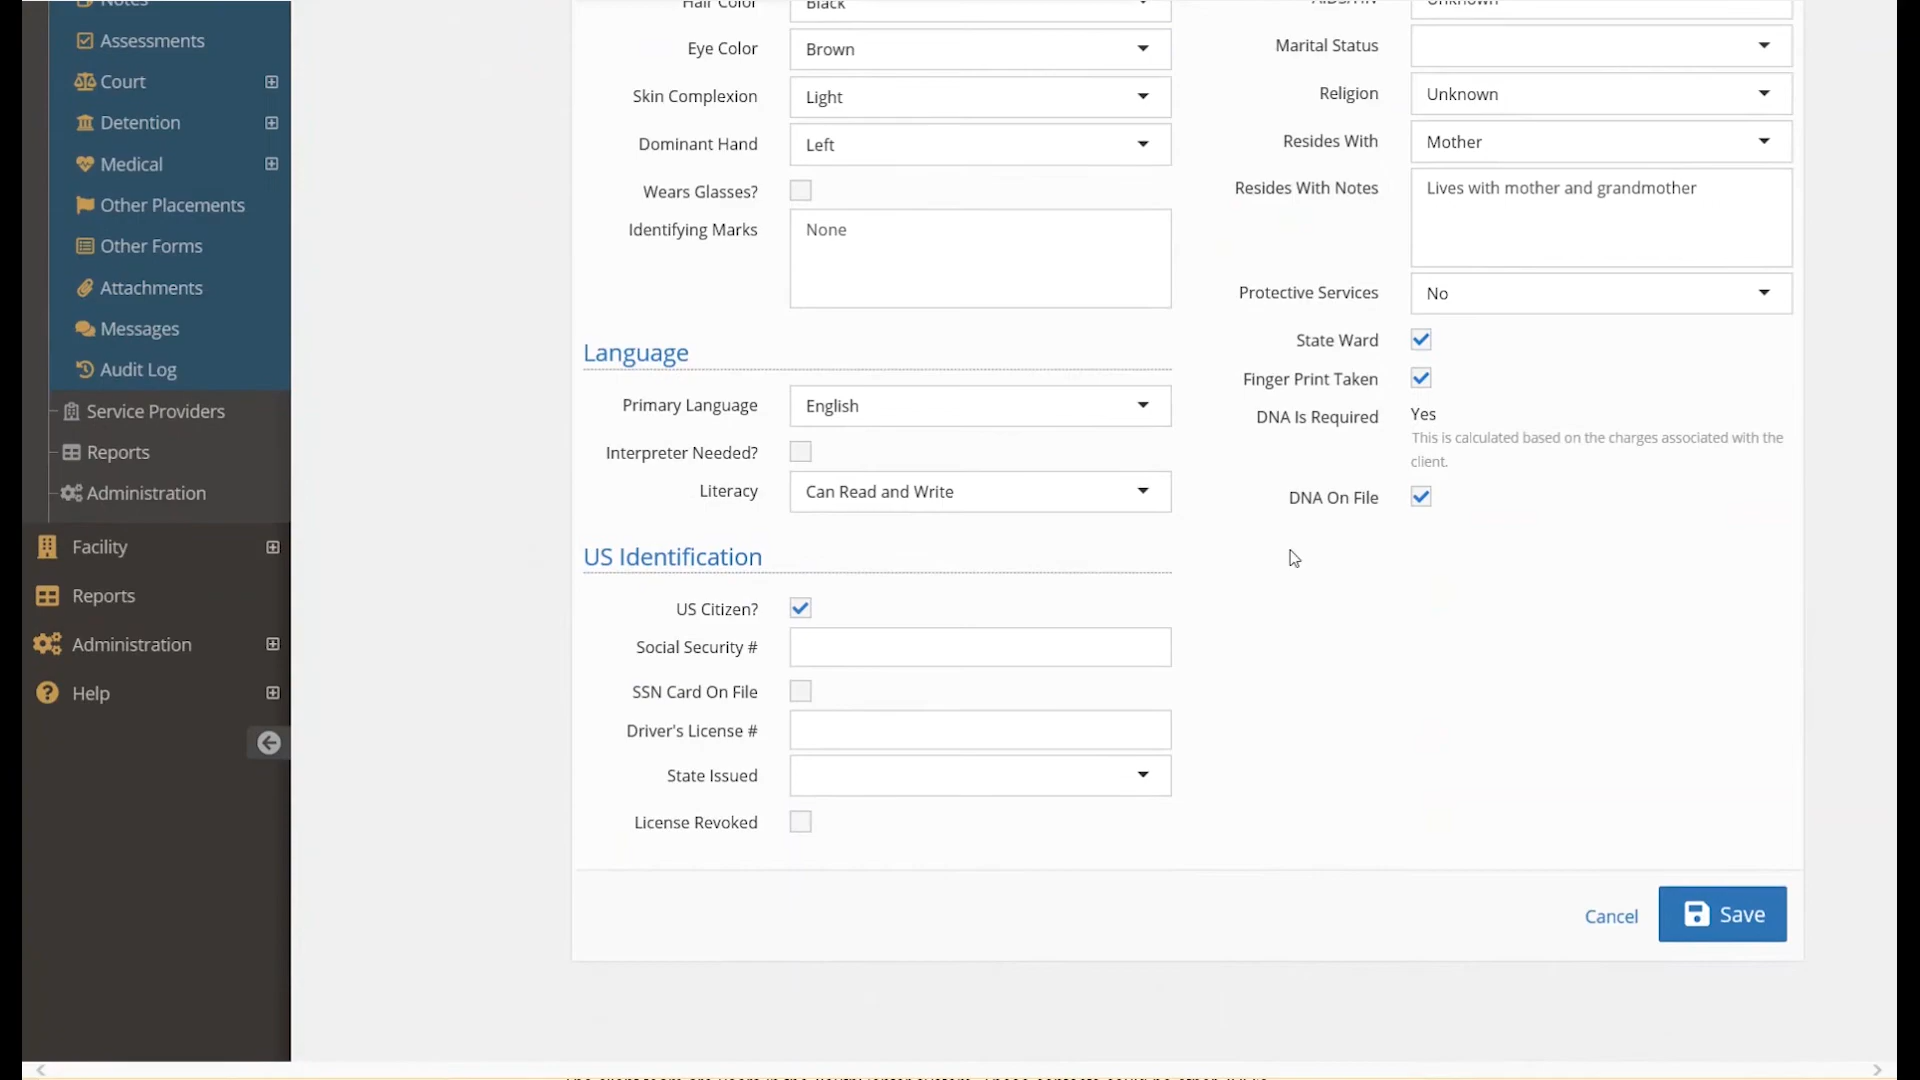 Notes
Assessments
Court
Detention
Medical
Other Placements
Other Forms
Attachments
Messages
Audit Log
Service Providers
Reports
Administration
Facility
Reports
Administration
Help
Hair Color Black
Eye Color Brown
Skin Complexion Light
Dominant Hand Left
Wears Glasses?
Identifying Marks None
Language
Primary Language English
Interpreter Needed?
Literacy Can Read and Write
US Identification
US Citizen?
Social Security #
SSN Card On File
Driver's License #
State Issued
License Revoked
Unknown
Marital Status
Religion Unknown
Resides With Mother
Resides With Notes Lives with mother and grandmother
Protective Services No
State Ward
Finger Print Taken
DNA Is Required Yes
This is calculated based on the charges associated with the
client.
DNA On File
Cancel Save